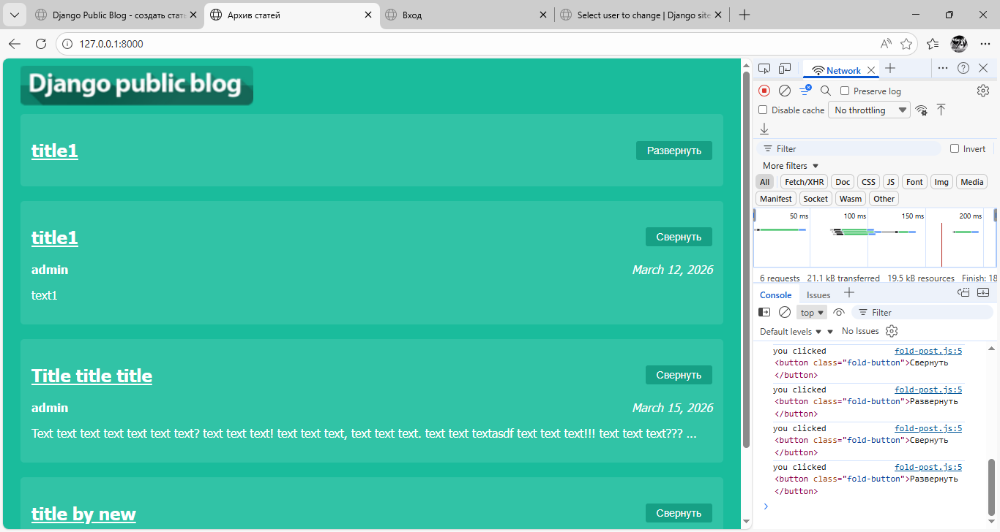 Django Public Blog - создать стать
Архив статей
Вход
Select user to change | Django site
127.0.0.1:8000
Django public blog
title1
Развернуть
title1
Свернуть
admin
March 12, 2026
text1
Title title title
Свернуть
admin
March 15, 2026
Text text text text text text text? text text text! text text text, text text text. text text textasdf text text text!!! text text text??? ...
title by new
Свернуть
Network
Preserve log
Disable cache
No throttling
Filter
Invert
More filters
All
Fetch/XHR
Doc
CSS
JS
Font
Img
Media
Manifest
Socket
Wasm
Other
50 ms
100 ms
150 ms
200 ms
6 requests
21.1 kB transferred
19.5 kB resources
Finish: 18
Console
Issues
top
Filter
Default levels
No Issues
you clicked fold-post.js:5
<button class="fold-button">Свернуть
</button>
you clicked fold-post.js:5
<button class="fold-button">Развернуть
</button>
you clicked fold-post.js:5
<button class="fold-button">Свернуть
</button>
you clicked fold-post.js:5
<button class="fold-button">Развернуть
</button>